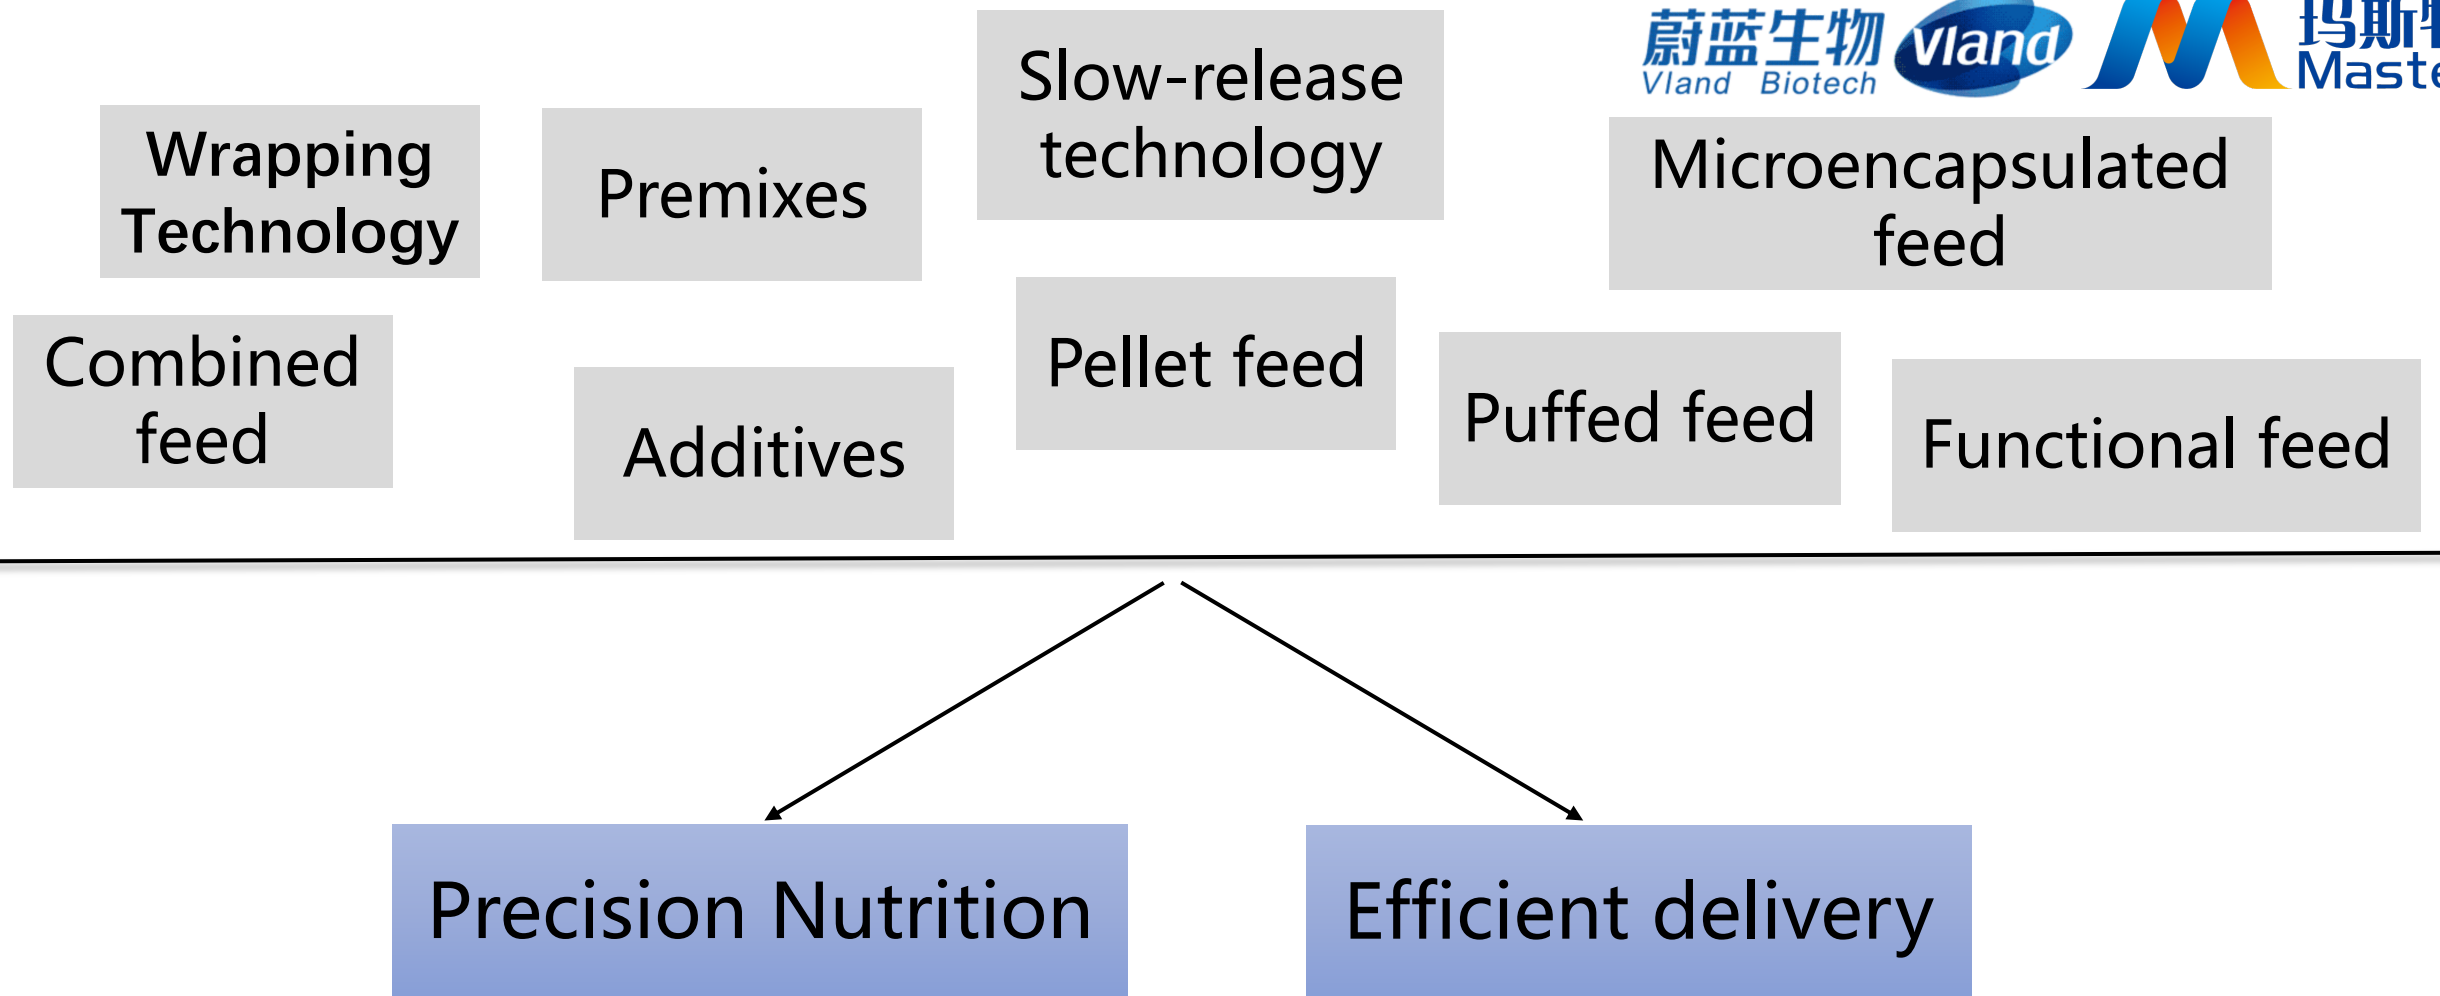 蔚蓝生物
Vland Biotech
Vland
Slow-release
technology
Wrapping
Technology
Premixes
Microencapsulated
feed
Combined
feed
Additives
Pellet feed
Puffed feed
Functional feed
Precision Nutrition
Efficient delivery